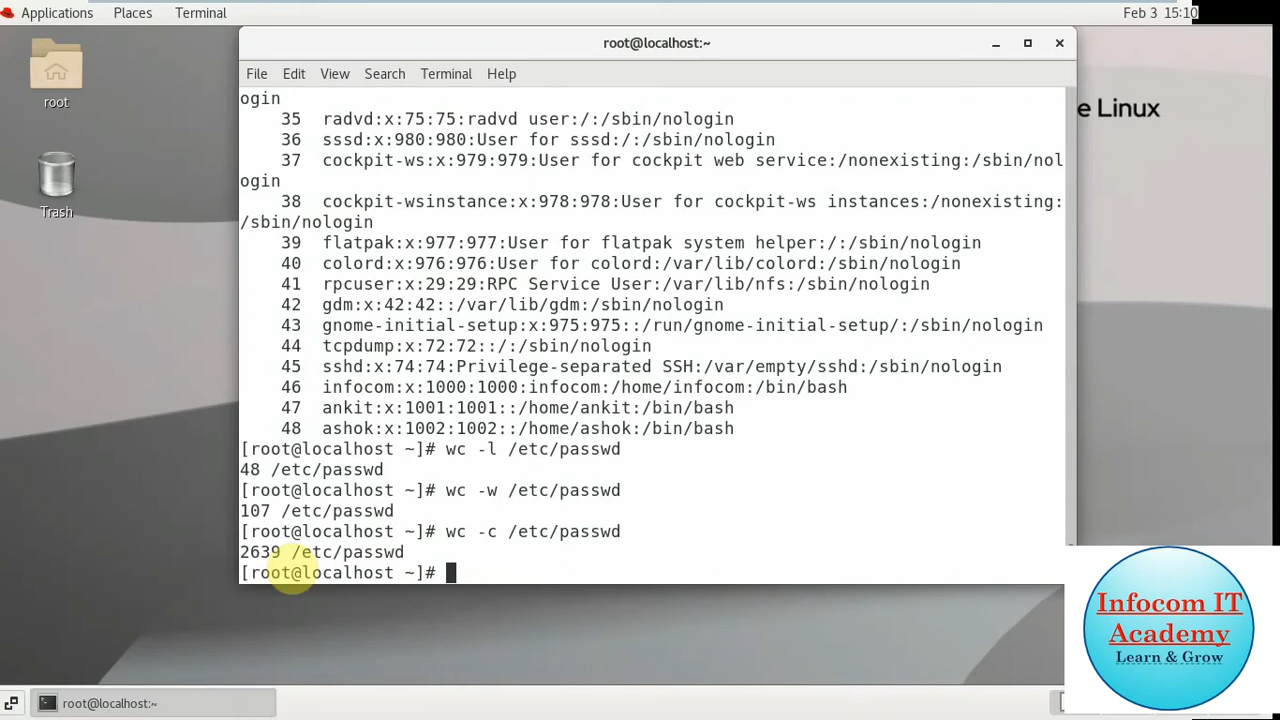 Applications Places Terminal Feb 3 15:10
root@localhost:~
File Edit View Search Terminal Help
root
Trash
e Linux
ogin
35 radvd:x:75:75:radvd user:/:/sbin/nologin
36 sssd:x:980:980:User for sssd:/:/sbin/nologin
37 cockpit-ws:x:979:979:User for cockpit web service:/nonexisting:/sbin/nol
ogin
38 cockpit-wsinstance:x:978:978:User for cockpit-ws instances:/nonexisting:
/sbin/nologin
39 flatpak:x:977:977:User for flatpak system helper:/:/sbin/nologin
40 colord:x:976:976:User for colord:/var/lib/colord:/sbin/nologin
41 rpcuser:x:29:29:RPC Service User:/var/lib/nfs:/sbin/nologin
42 gdm:x:42:42::/var/lib/gdm:/sbin/nologin
43 gnome-initial-setup:x:975:975::/run/gnome-initial-setup/:/sbin/nologin
44 tcpdump:x:72:72::/:/sbin/nologin
45 sshd:x:74:74:Privilege-separated SSH:/var/empty/sshd:/sbin/nologin
46 infocom:x:1000:1000:infocom:/home/infocom:/bin/bash
47 ankit:x:1001:1001::/home/ankit:/bin/bash
48 ashok:x:1002:1002::/home/ashok:/bin/bash
[root@localhost ~]# wc -l /etc/passwd
48 /etc/passwd
[root@localhost ~]# wc -w /etc/passwd
107 /etc/passwd
[root@localhost ~]# wc -c /etc/passwd
2639 /etc/passwd
[root@localhost ~]#
Infocom IT
Academy
Learn & Grow
root@localhost:~